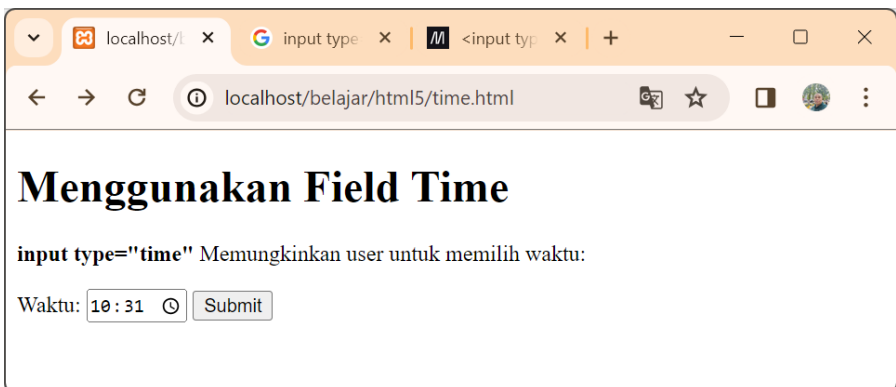 localhost/b
input type
<input typ
localhost/belajar/html5/time.html
Menggunakan Field Time
input type="time" Memungkinkan user untuk memilih waktu:
Waktu: 10:31 Submit